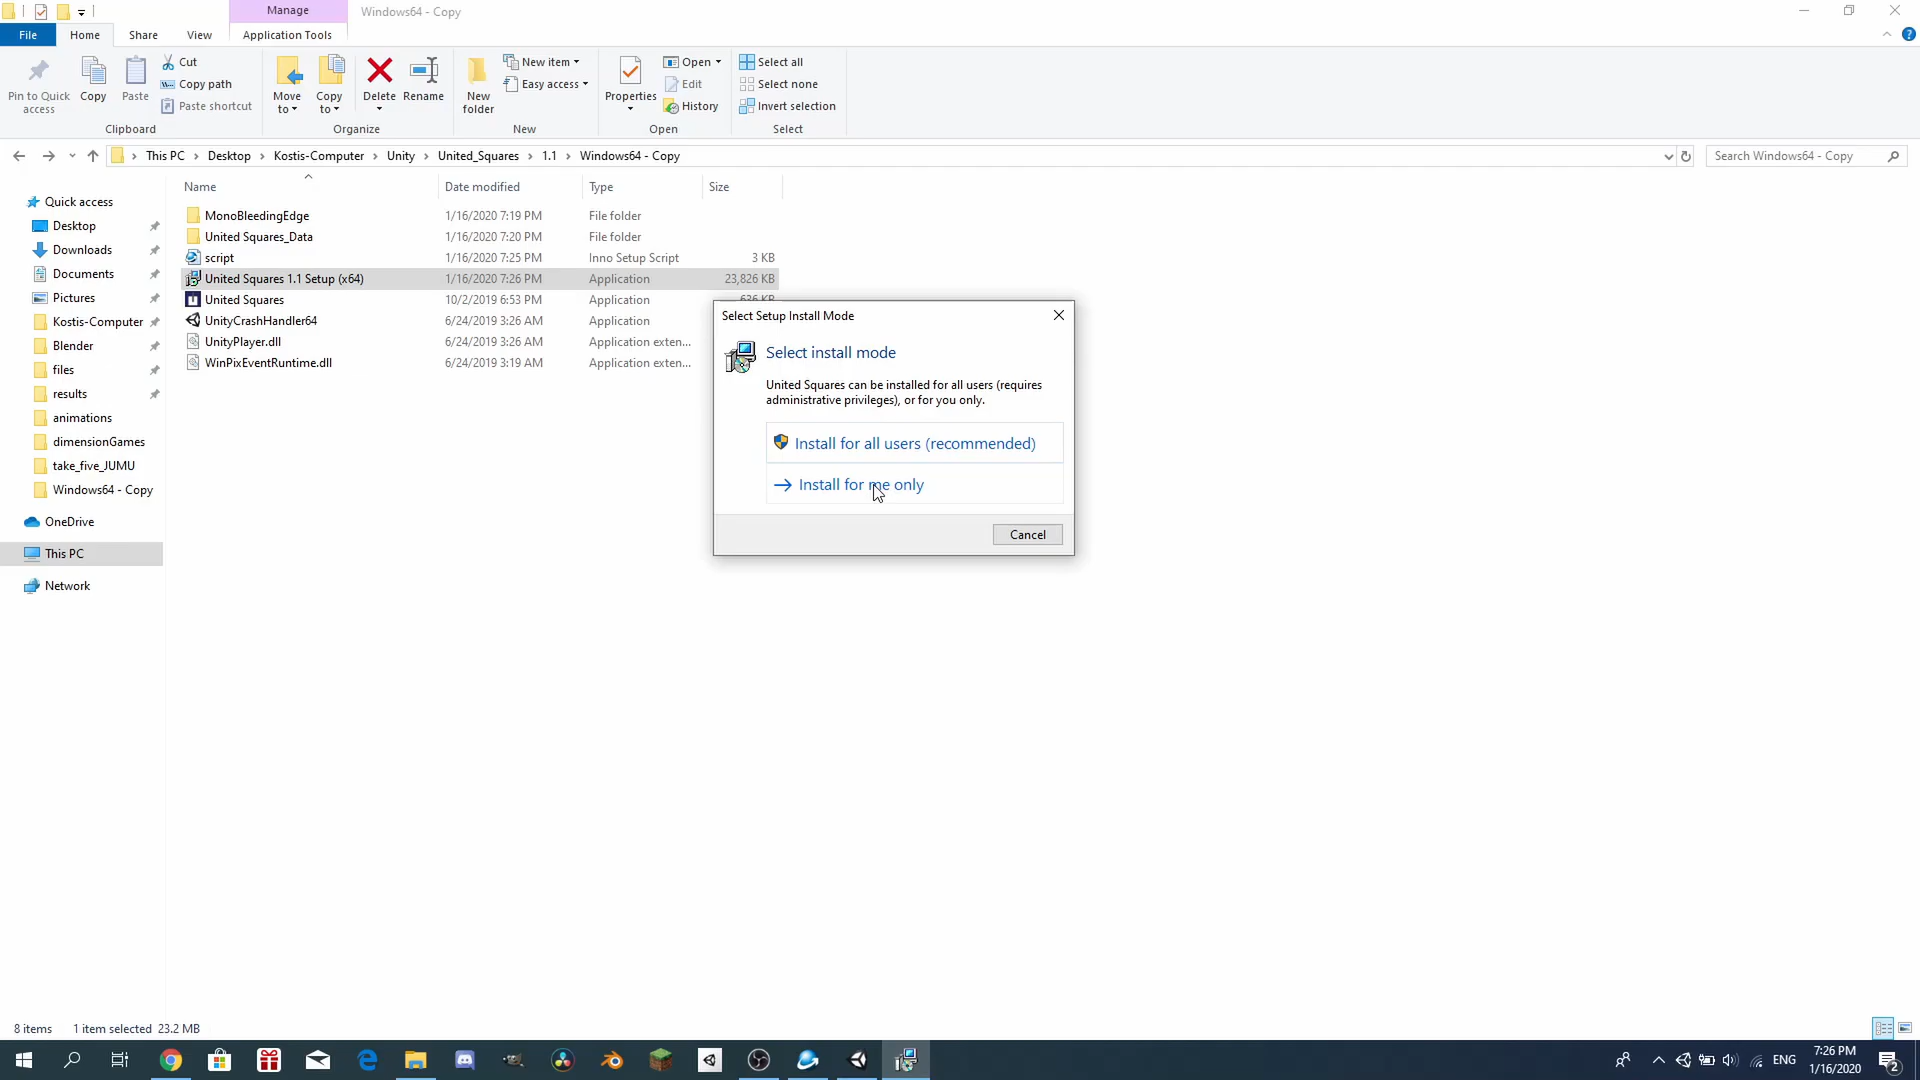 Manage
Windows64 - Copy
File
Home
Share
View
Application Tools
Pin to Quick
access
Copy
Paste
Cut
Copy path
Paste shortcut
Clipboard
Move
to
Copy
to
Delete
Rename
Organize
New
folder
New item
Easy access
New
Properties
Open
Edit
History
Open
Select all
Select none
Invert selection
Select
This PC > Desktop > Kostis-Computer > Unity > United_Squares > 1.1 > Windows64 - Copy
Search Windows64 - Copy
Name Date modified Type Size
MonoBleedingEdge 1/16/2020 7:19 PM File folder
United Squares_Data 1/16/2020 7:20 PM File folder
script 1/16/2020 7:25 PM Inno Setup Script 3 KB
United Squares 1.1 Setup (x64) 1/16/2020 7:26 PM Application 23,826 KB
United Squares 10/2/2019 6:53 PM Application 636 KB
UnityCrashHandler64 6/24/2019 3:26 AM Application
UnityPlayer.dll 6/24/2019 3:26 AM Application exten...
WinPixEventRuntime.dll 6/24/2019 3:19 AM Application exten...
Quick access
Desktop
Downloads
Documents
Pictures
Kostis-Computer
Blender
files
results
animations
dimensionGames
take_five_JUMU
Windows64 - Copy
OneDrive
This PC
Network
Select Setup Install Mode
Select install mode
United Squares can be installed for all users (requires
administrative privileges), or for you only.
Install for all users (recommended)
Install for me only
Cancel
8 items 1 item selected 23.2 MB
ENG
7:26 PM
1/16/2020
2